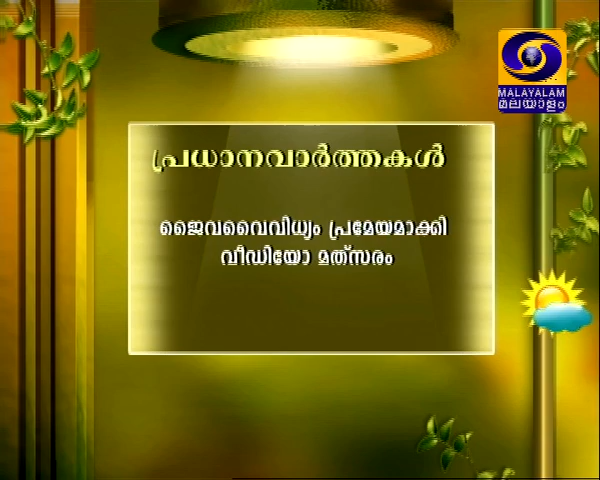 MALAYALAM
മലയാളം
പ്രധാനവാർത്തകൾ
ജൈവവൈവിധ്യം പ്രമേയമാക്കി
വീഡിയോ മത്സരം